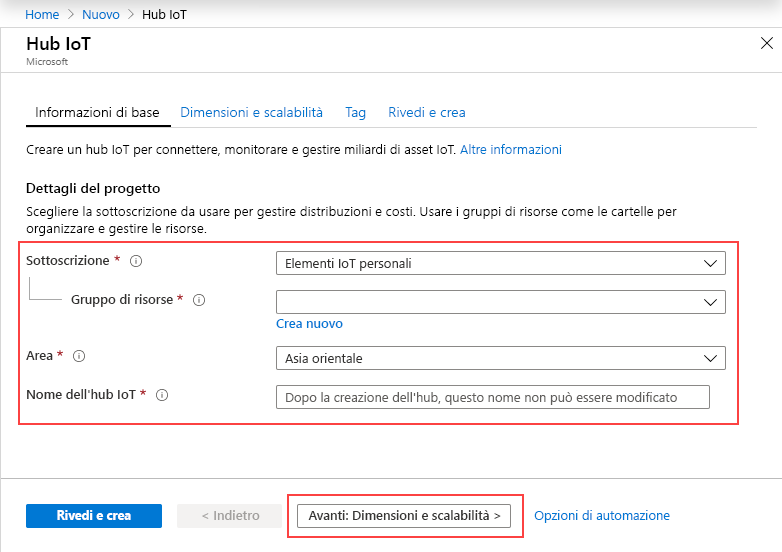 Home > Nuovo > Hub IoT
Hub IoT
Microsoft
Informazioni di base Dimensioni e scalabilità Tag Rivedi e crea
Creare un hub IoT per connettere, monitorare e gestire miliardi di asset IoT. Altre informazioni
Dettagli del progetto
Scegliere la sottoscrizione da usare per gestire distribuzioni e costi. Usare i gruppi di risorse come le cartelle per
organizzare e gestire le risorse.
Sottoscrizione * Elementi IoT personali
Gruppo di risorse *
Crea nuovo
Area * Asia orientale
Nome dell'hub IoT * Dopo la creazione dell'hub, questo nome non può essere modificato
Rivedi e crea < Indietro Avanti: Dimensioni e scalabilità > Opzioni di automazione